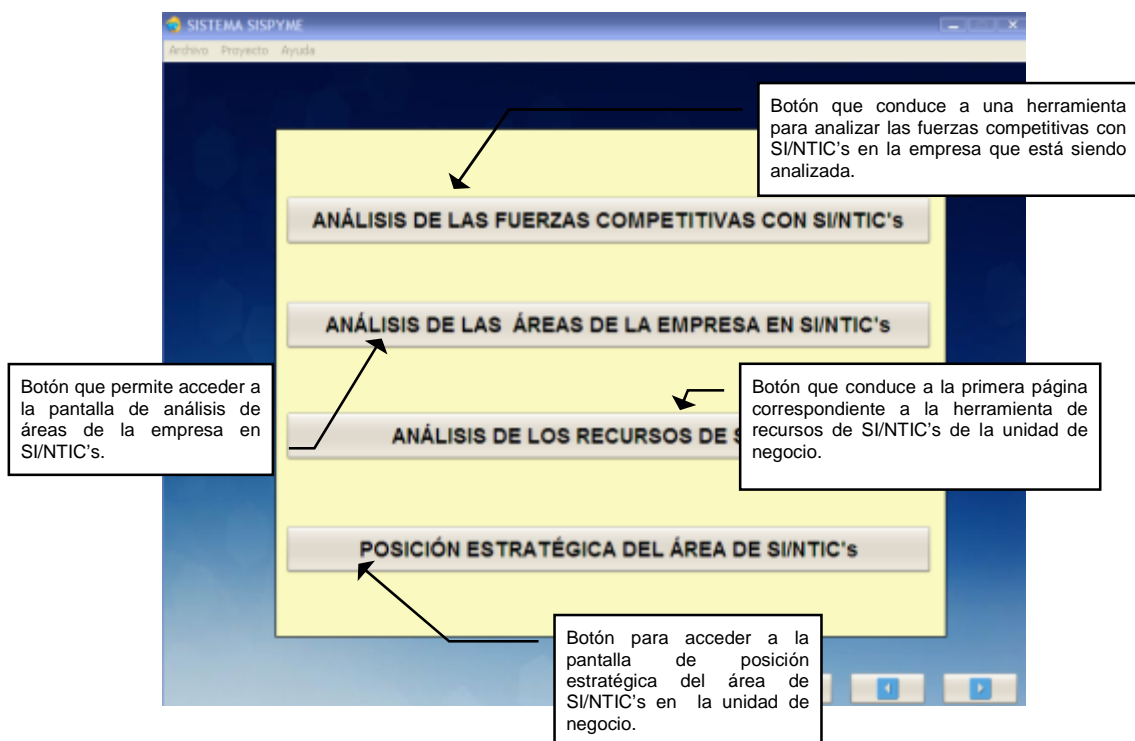 SISTEMA SISPYME
Archivo Proyecto Ayuda
Botón que conduce a una herramienta
para analizar las fuerzas competitivas con
SI/NTIC's en la empresa que está siendo
analizada.
ANÁLISIS DE LAS FUERZAS COMPETITIVAS CON SI/NTIC's
ANÁLISIS DE LAS ÁREAS DE LA EMPRESA EN SI/NTIC's
Botón que permite acceder a
la pantalla de análisis de
áreas de la empresa en
SI/NTIC's.
Botón que conduce a la primera página
correspondiente a la herramienta de
recursos de SI/NTIC's de la unidad de
negocio.
ANÁLISIS DE LOS RECURSOS DE
POSICIÓN ESTRATÉGICA DEL ÁREA DE SI/NTIC's
Botón para acceder a la
pantalla de posición
estratégica del área de
SI/NTIC's en la unidad de
negocio.